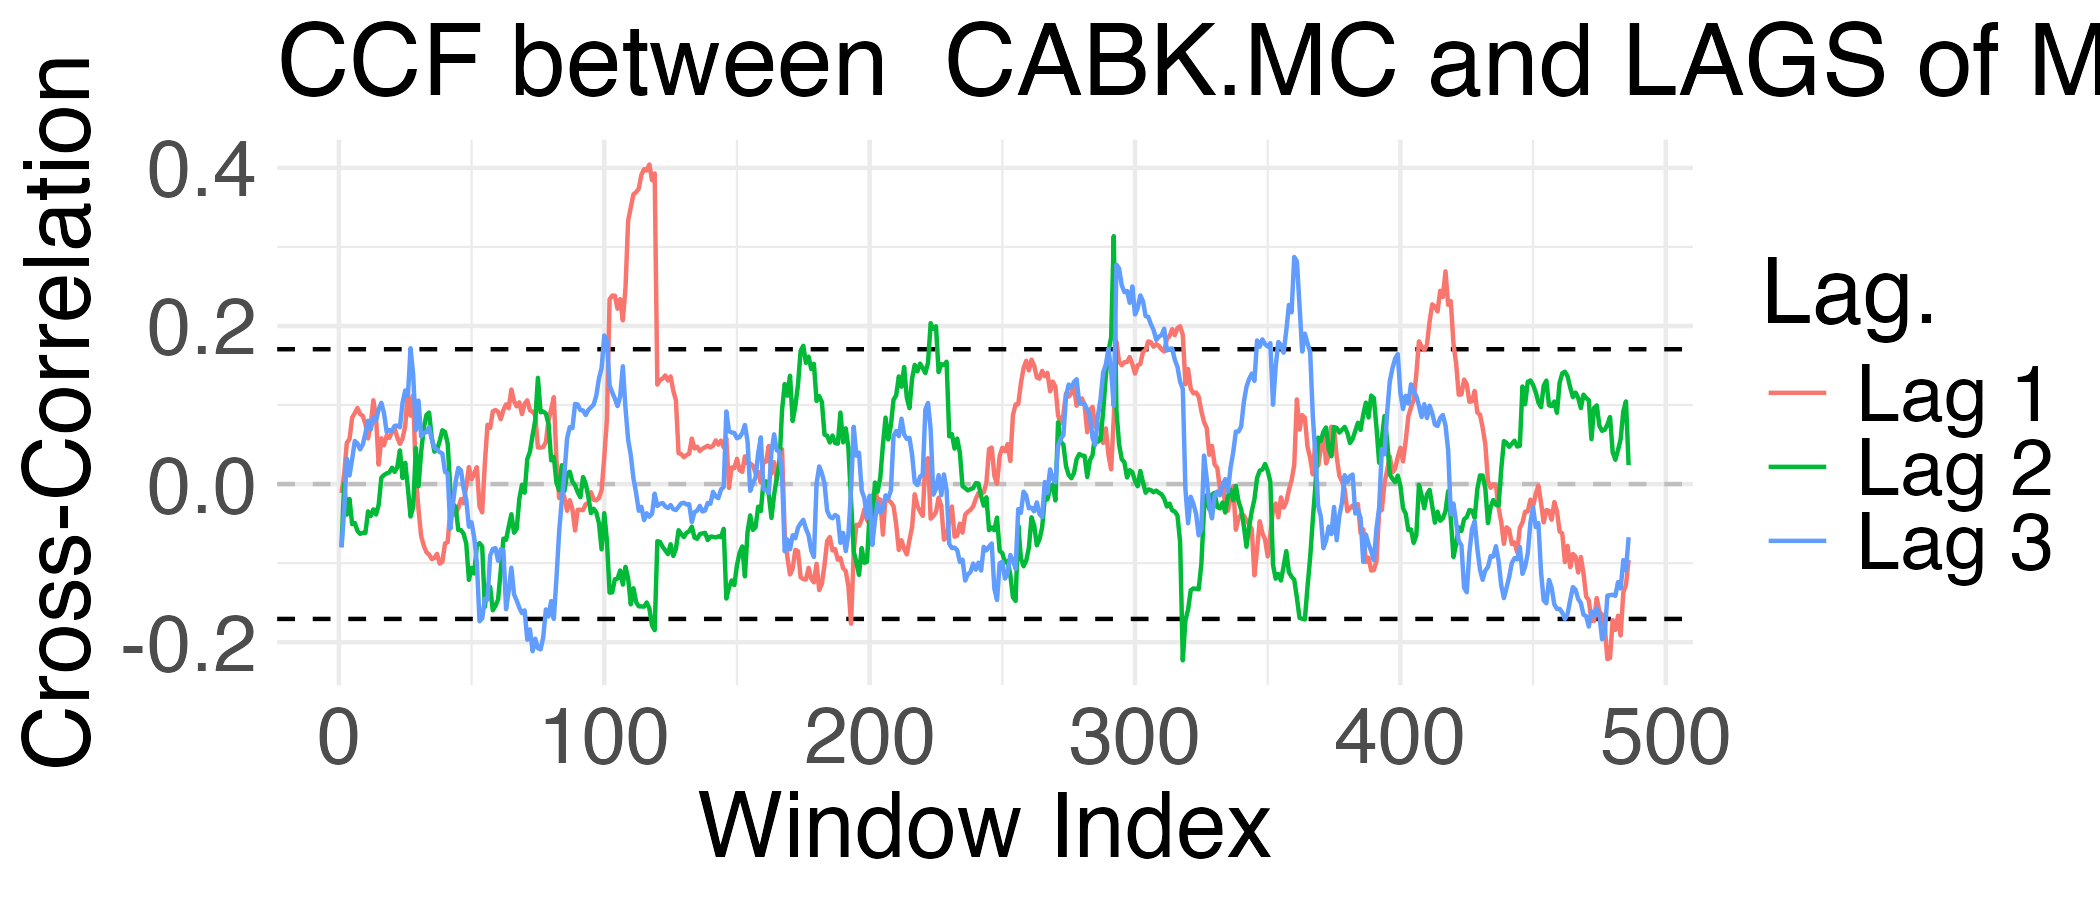 CCF between CABK.MC and LAGS of M
Cross-Correlation
0.4
0.2
0.0
-0.2
0 100 200 300 400 500
Window Index
Lag.
Lag 1
Lag 2
Lag 3